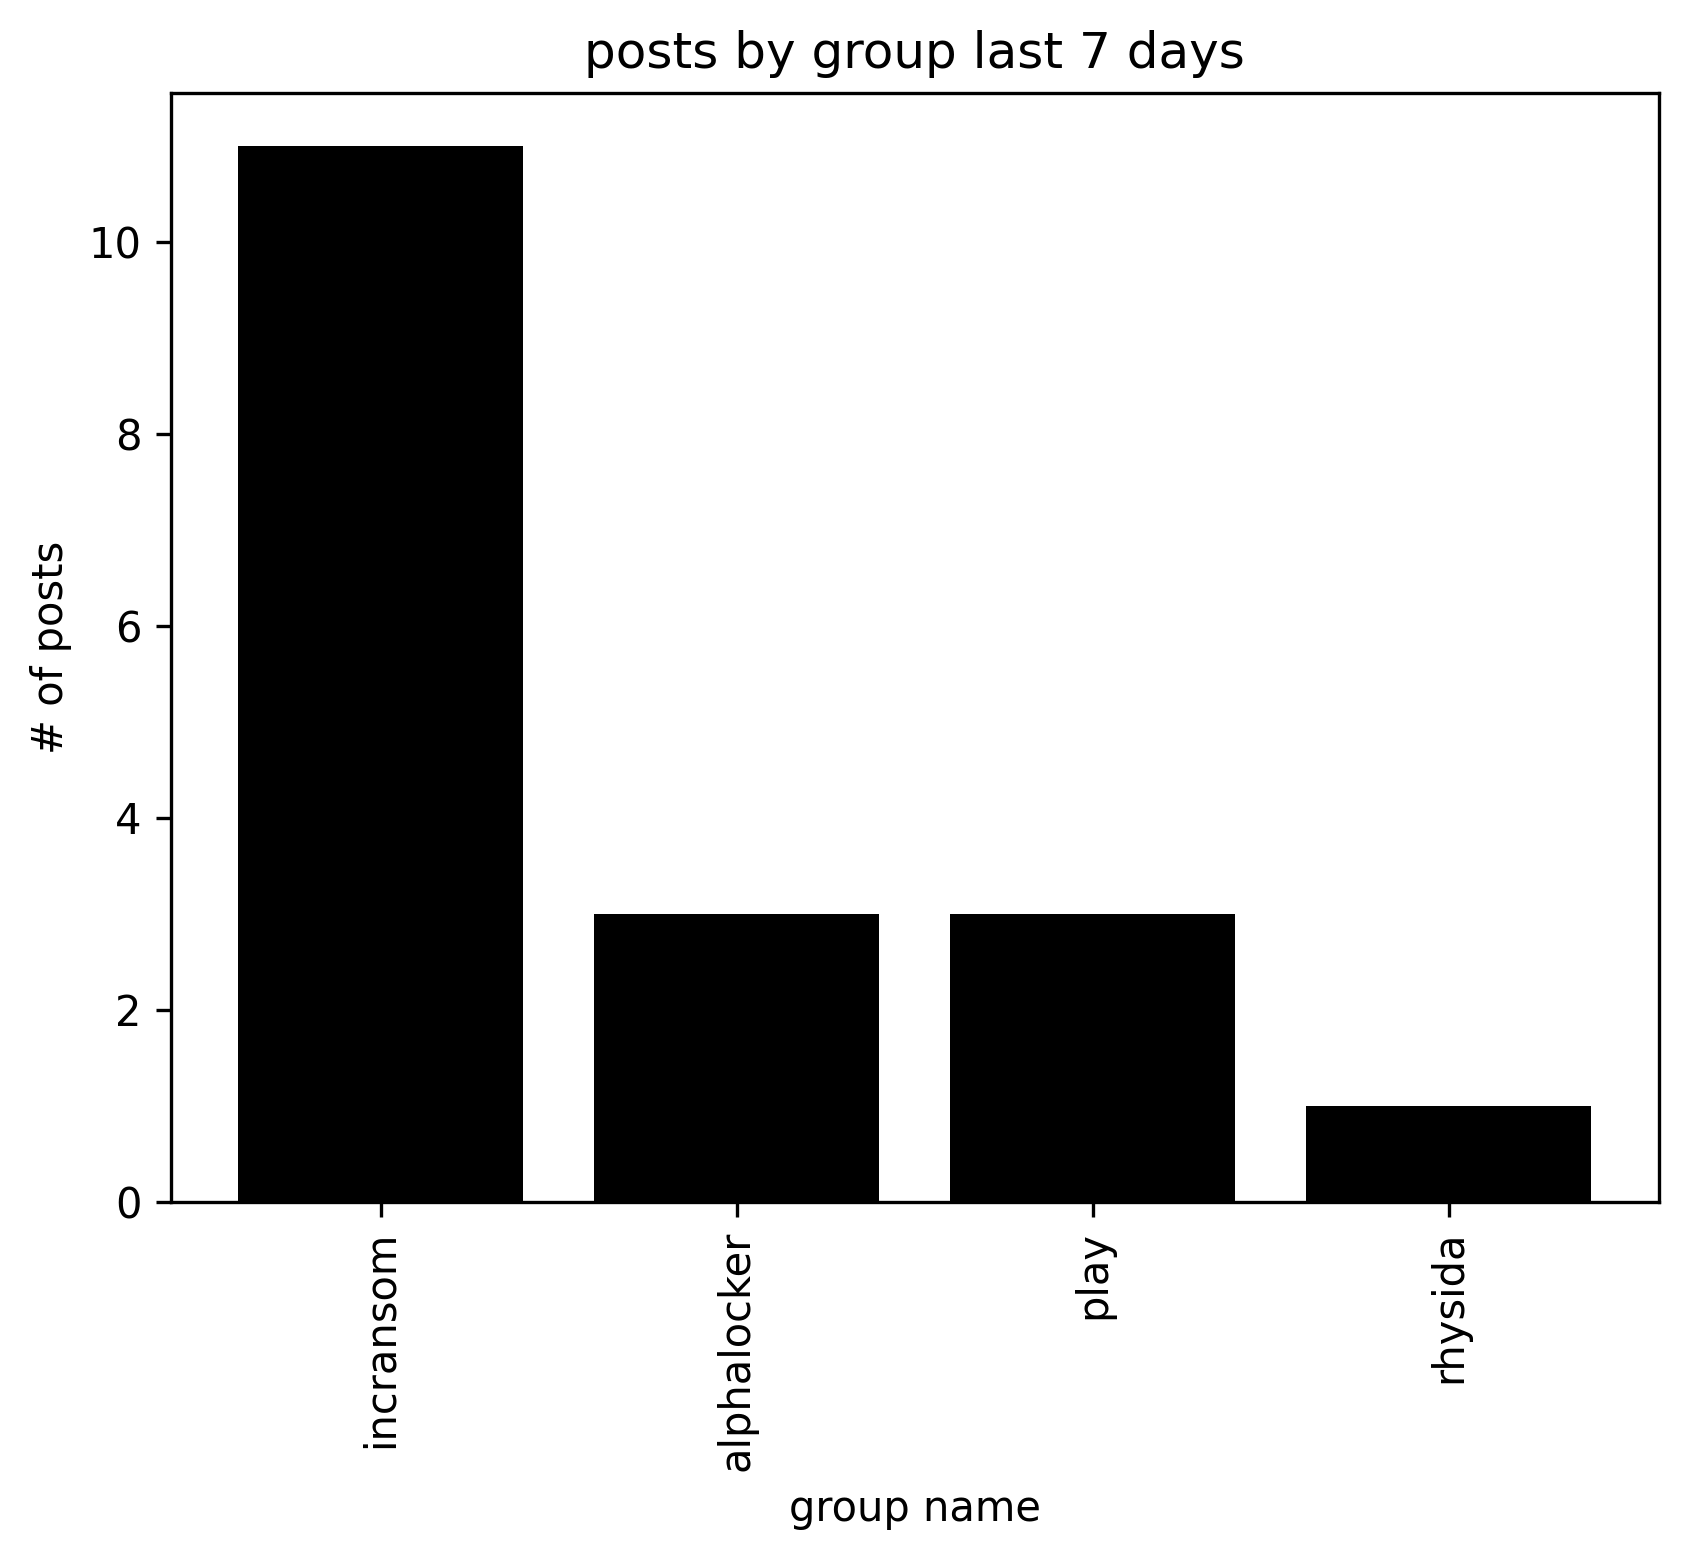 posts by group last 7 days
# of posts
10
8
6
4
2
0
incransom
alphalocker
play
rhysida
group name